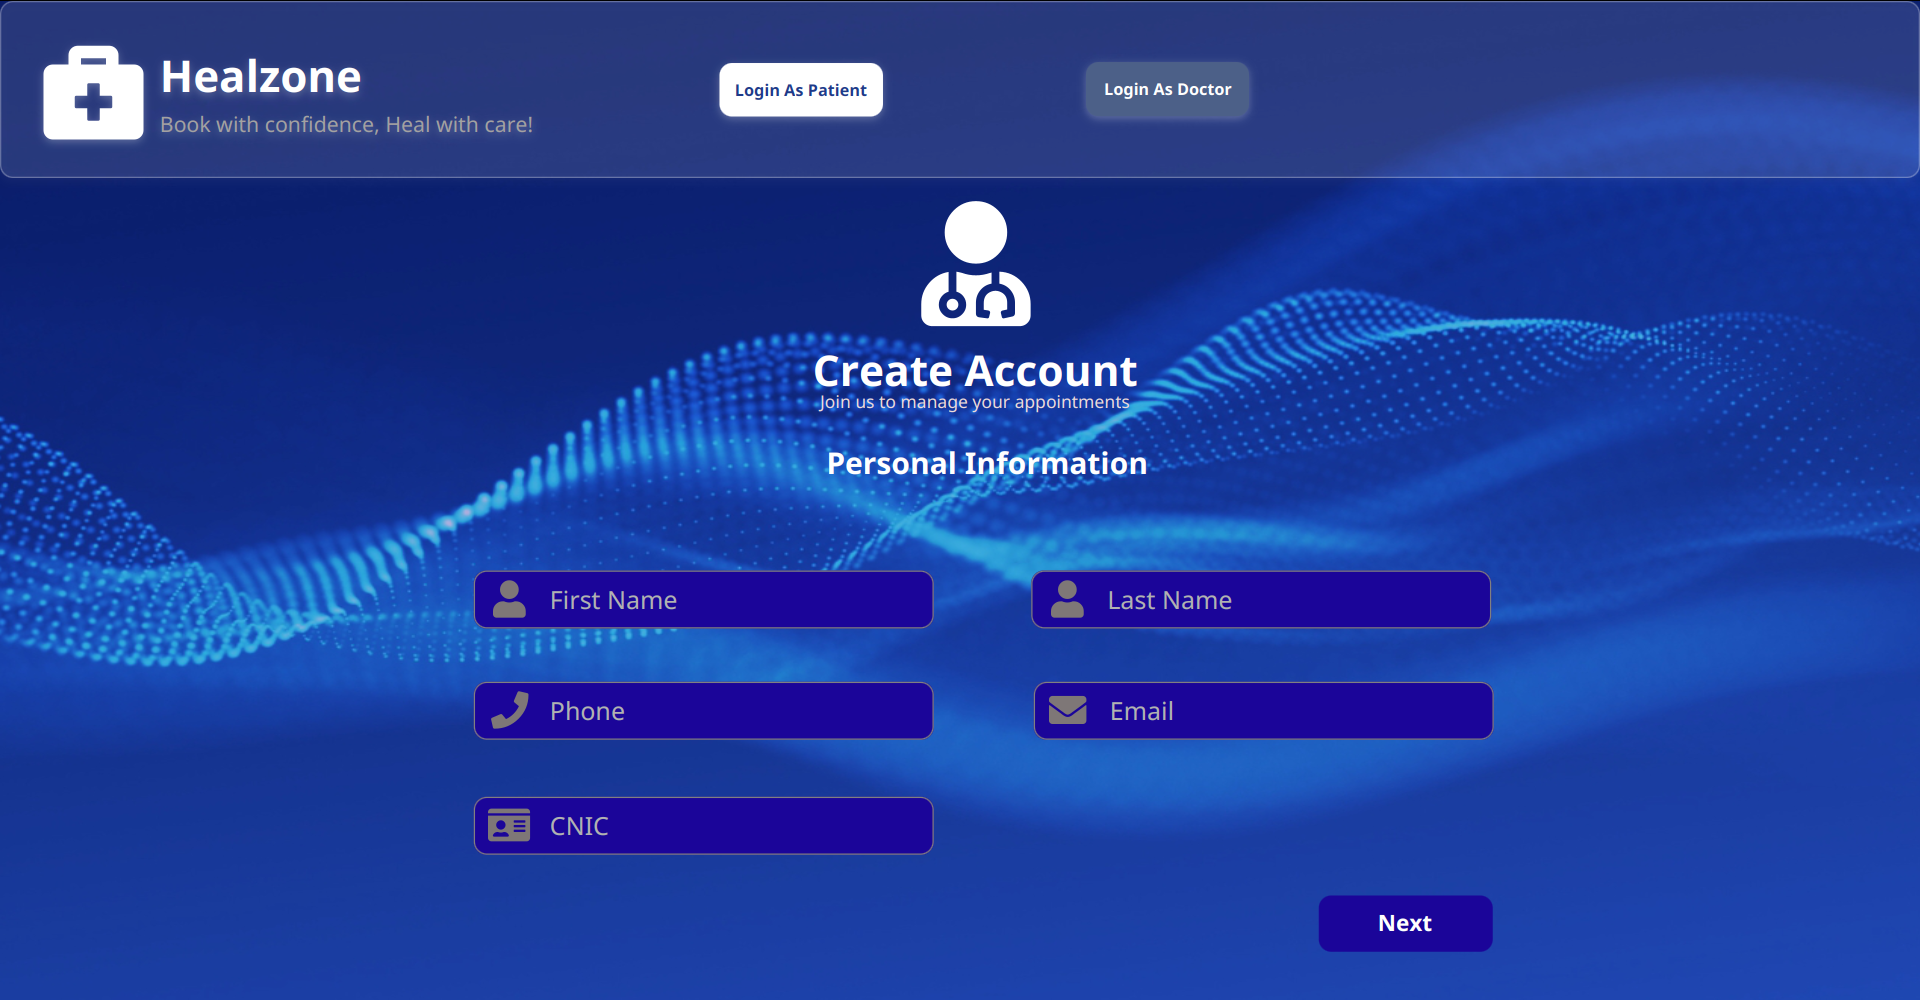 Healzone
Book with confidence, Heal with care!
Login As Patient
Login As Doctor
Create Account
Join us to manage your appointments
Personal Information
First Name
Last Name
Phone
Email
CNIC
Next